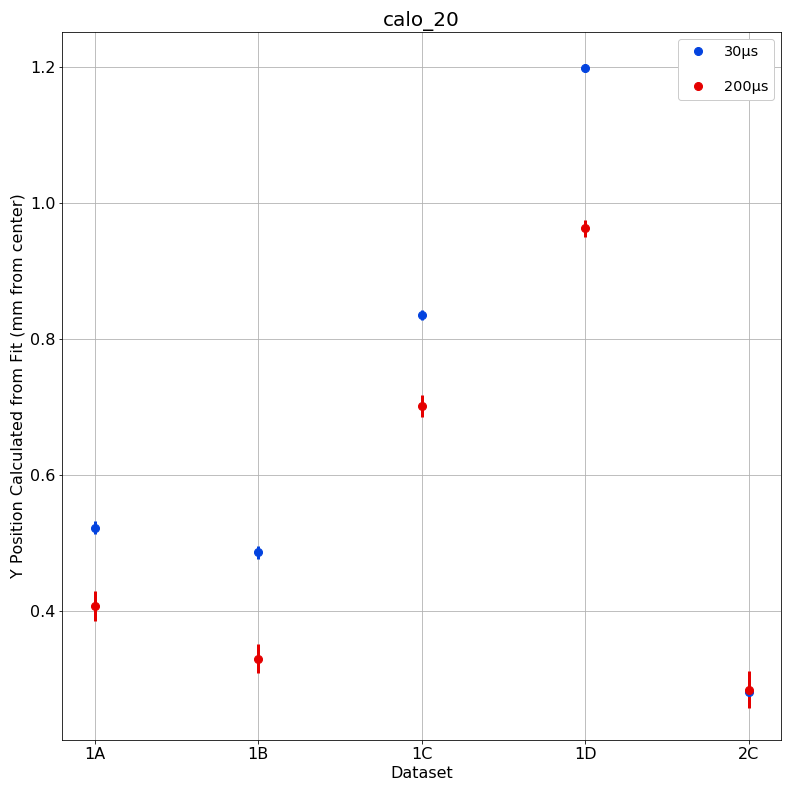 calo_20
30µs
200µs
1.2
1.0
0.8
0.6
0.4
Y Position Calculated from Fit (mm from center)
1A 1B 1C 1D 2C
Dataset